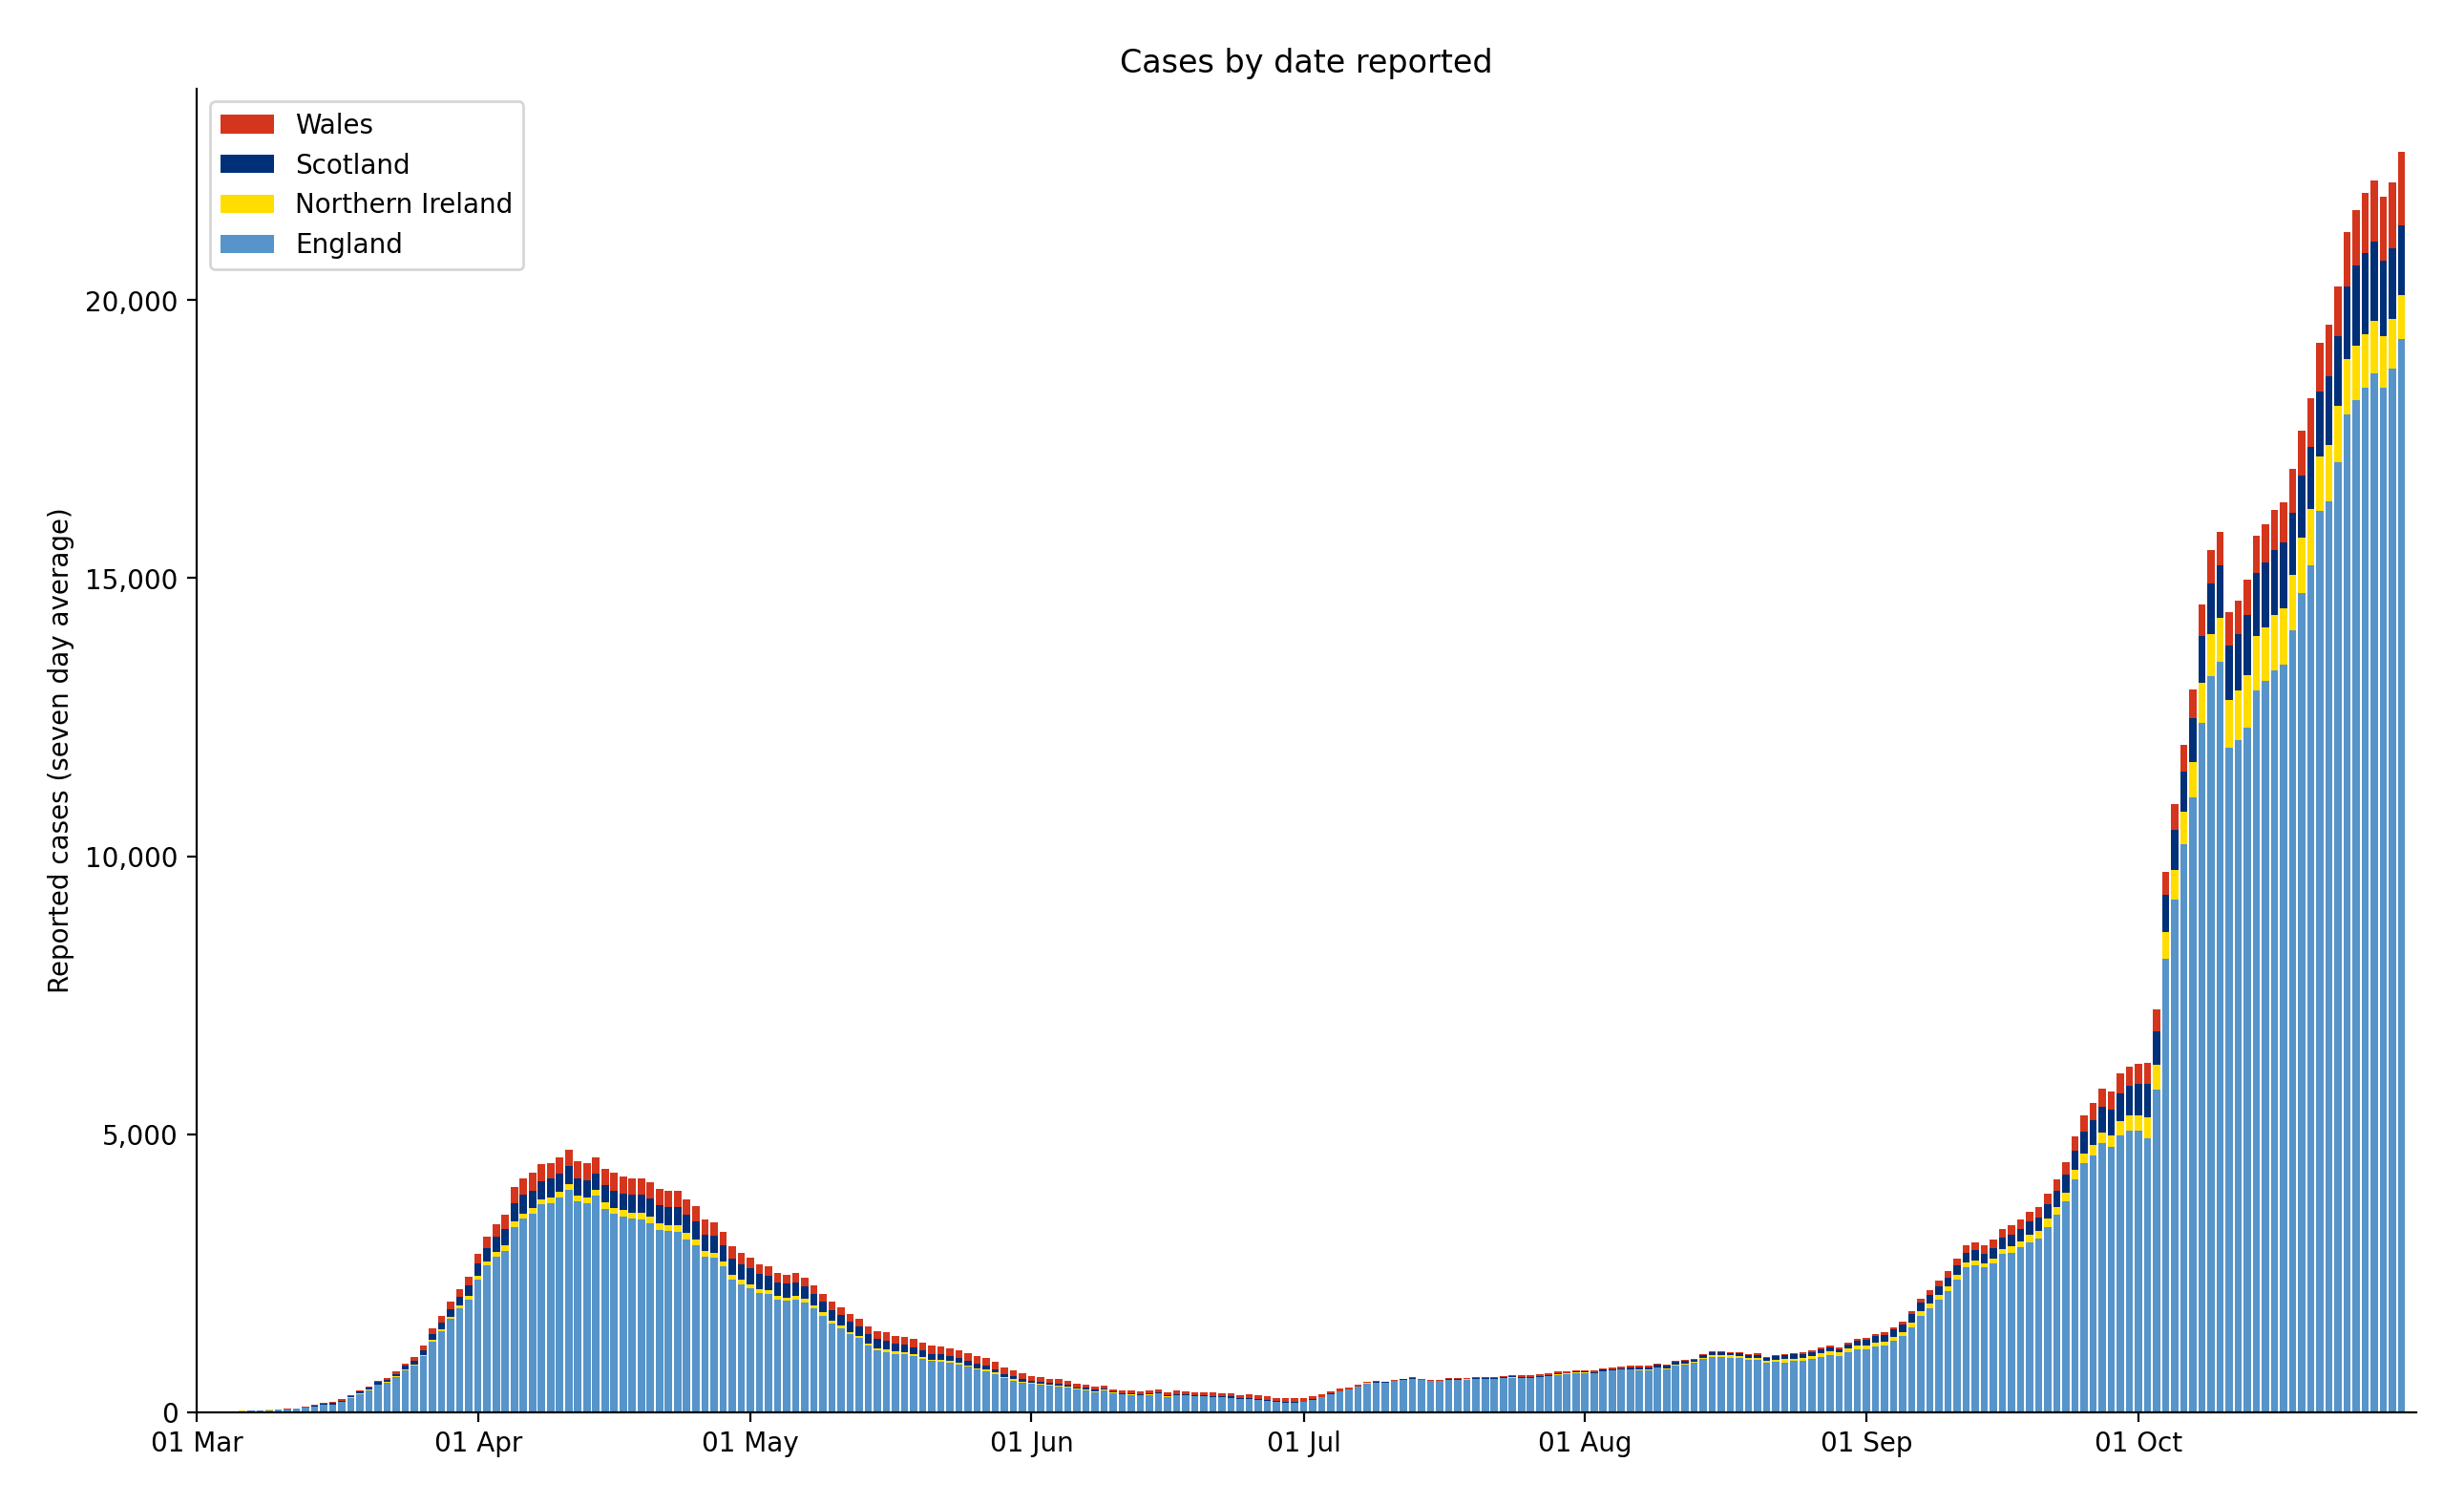 Cases by date reported
Wales
Scotland
Northern Ireland
England
Reported cases (seven day average)
20,000
15,000
10,000
5,000
0
01 Mar
01 Apr
01 May
01 Jun
01 Jul
01 Aug
01 Sep
01 Oct